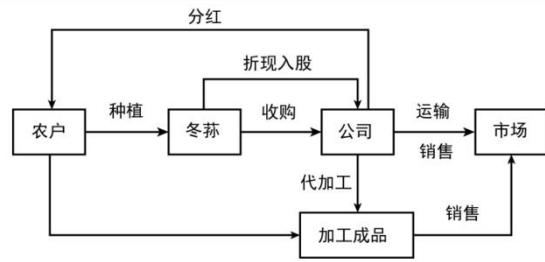 分红
折现入股
农户
种植
冬荪
收购
公司
运输
销售
市场
代加工
加工成品
销售